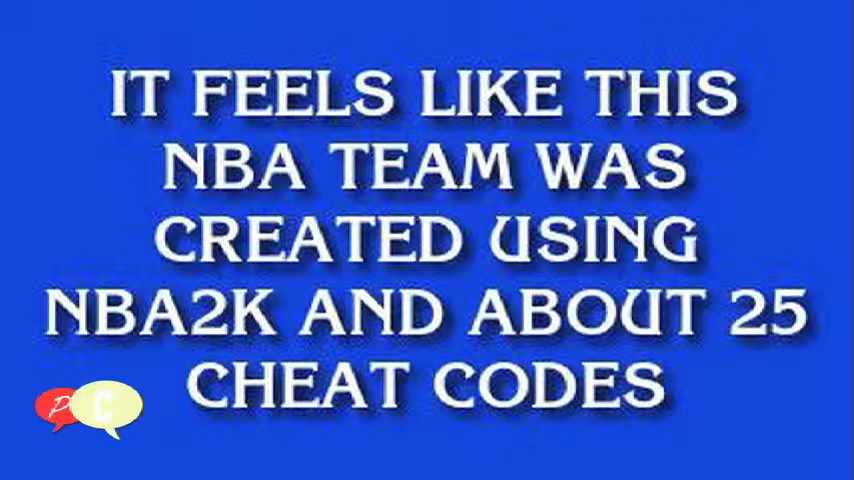 IT FEELS LIKE THIS
NBA TEAM WAS
CREATED USING
NBA2K AND ABOUT 25
CHEAT CODES
P C